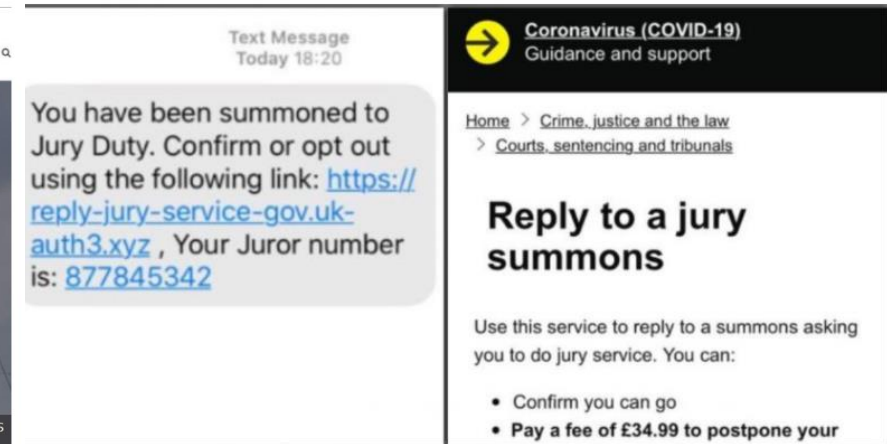 Text Message
Today 18:20
You have been summoned to
Jury Duty. Confirm or opt out
using the following link: https://
reply-jury-service-gov.uk-
auth3.xyz , Your Juror number
is: 877845342
Coronavirus (COVID-19)
Guidance and support
Home > Crime, justice and the law
> Courts, sentencing and tribunals
Reply to a jury
summons
Use this service to reply to a summons asking
you to do jury service. You can:
• Confirm you can go
• Pay a fee of £34.99 to postpone your